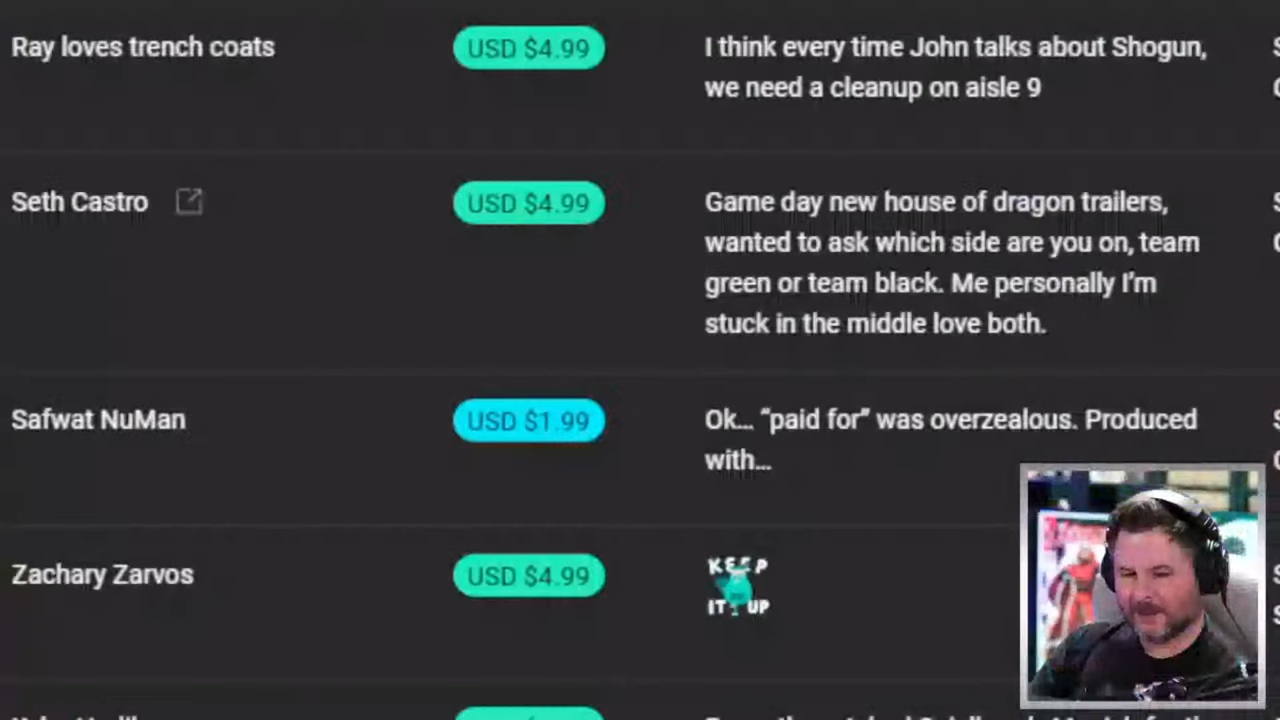 Ray loves trench coats
USD $4.99
I think every time John talks about Shogun,
we need a cleanup on aisle 9
Seth Castro
USD $4.99
Game day new house of dragon trailers,
wanted to ask which side are you on, team
green or team black. Me personally I'm
stuck in the middle love both.
Safwat NuMan
USD $1.99
Ok... “paid for” was overzealous. Produced
with...
Zachary Zarvos
USD $4.99
KEEP
IT UP